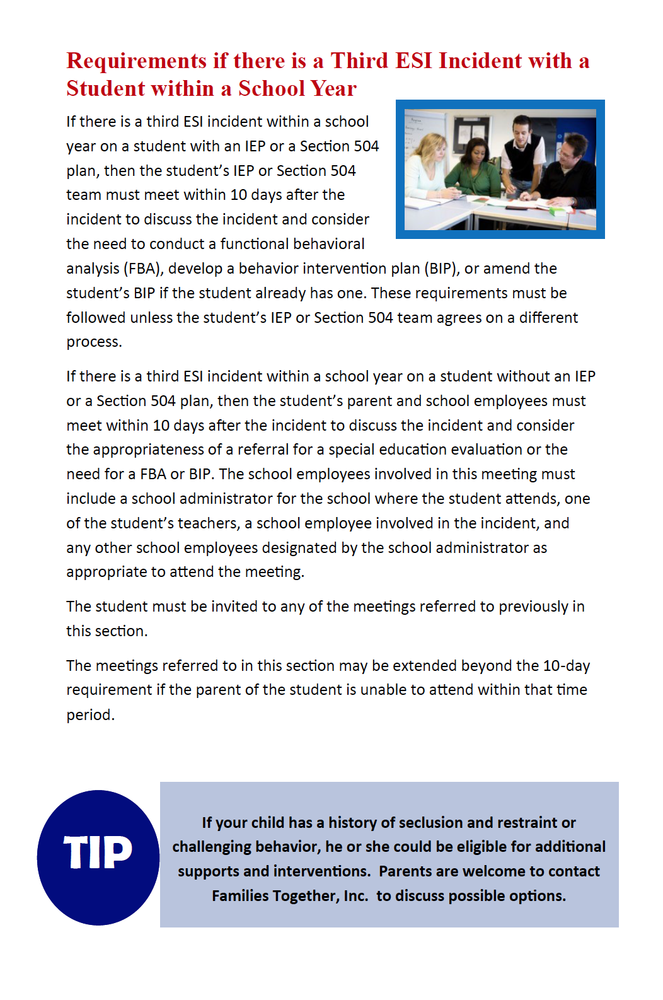 Requirements if there is a Third ESI Incident with a
Student within a School Year
If there is a third ESI incident within a school
year on a student with an IEP or a Section 504
plan, then the student’s IEP or Section 504
team must meet within 10 days after the
incident to discuss the incident and consider
the need to conduct a functional behavioral
analysis (FBA), develop a behavior intervention plan (BIP), or amend the
student’s BIP if the student already has one. These requirements must be
followed unless the student’s IEP or Section 504 team agrees on a different
process.
If there is a third ESI incident within a school year on a student without an IEP
or a Section 504 plan, then the student’s parent and school employees must
meet within 10 days after the incident to discuss the incident and consider
the appropriateness of a referral for a special education evaluation or the
need for a FBA or BIP. The school employees involved in this meeting must
include a school administrator for the school where the student attends, one
of the student’s teachers, a school employee involved in the incident, and
any other school employees designated by the school administrator as
appropriate to attend the meeting.
The student must be invited to any of the meetings referred to previously in
this section.
The meetings referred to in this section may be extended beyond the 10-day
requirement if the parent of the student is unable to attend within that time
period.
TIP
If your child has a history of seclusion and restraint or
challenging behavior, he or she could be eligible for additional
supports and interventions.  Parents are welcome to contact
Families Together, Inc.  to discuss possible options.